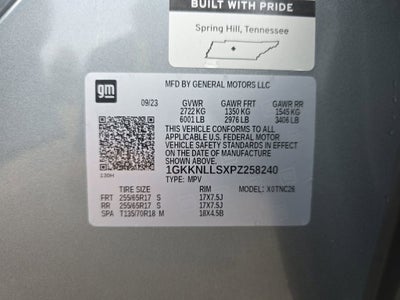 BUILT WITH PRIDE
Spring Hill, Tennessee
gm
MFD BY GENERAL MOTORS LLC
09/23 GVWR GAWR FRT GAWR RR
2722 KG 1350 KG 1545 KG
6001 LB 2976 LB 3406 LB
THIS VEHICLE CONFORMS TO ALL
APPLICABLE U.S. FEDERAL MOTOR
VEHICLE SAFETY STANDARDS IN EFFECT
ON THE DATE OF MANUFACTURE SHOWN
ABOVE.
1GKKNLLSXPZ258240
TYPE: MPV
TIRE SIZE RIM MODEL: X0TNC26
FRT 255/65R17 S 17X7.5J
RR 255/65R17 S 17X7.5J
SPA T135/70R18 M 18X4.5B